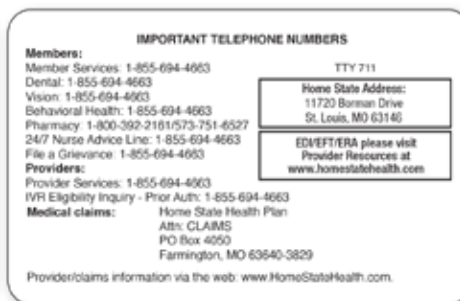 IMPORTANT TELEPHONE NUMBERS
Members:
Member Services: 1-855-694-4663
TTY 711
Dental: 1-855-694-4663
Vision: 1-855-694-4663
Behavioral Health: 1-855-694-4663
Pharmacy: 1-800-392-2161/573-751-6527
24/7 Nurse Advice Line: 1-855-694-4663
File a Grievance: 1-855-694-4663
Home State Address:
11720 Borman Drive
St. Louis, MO 63146
EDI/EFT/ERA please visit
Provider Resources at
www.homestatehealth.com
Providers:
Provider Services: 1-855-694-4663
IVR Eligibility Inquiry - Prior Auth: 1-855-694-4663
Medical claims: Home State Health Plan
Attn: CLAIMS
PO Box 4050
Farmington, MO 63640-3829
Provider/claims information via the web: www.HomeStateHealth.com.